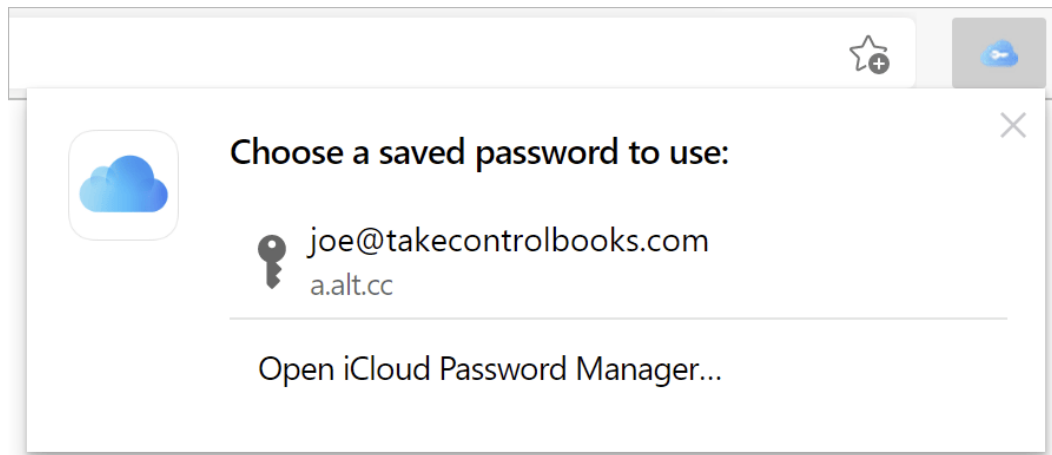 Choose a saved password to use:
joe@takecontrolbooks.com
a.alt.cc
Open iCloud Password Manager...